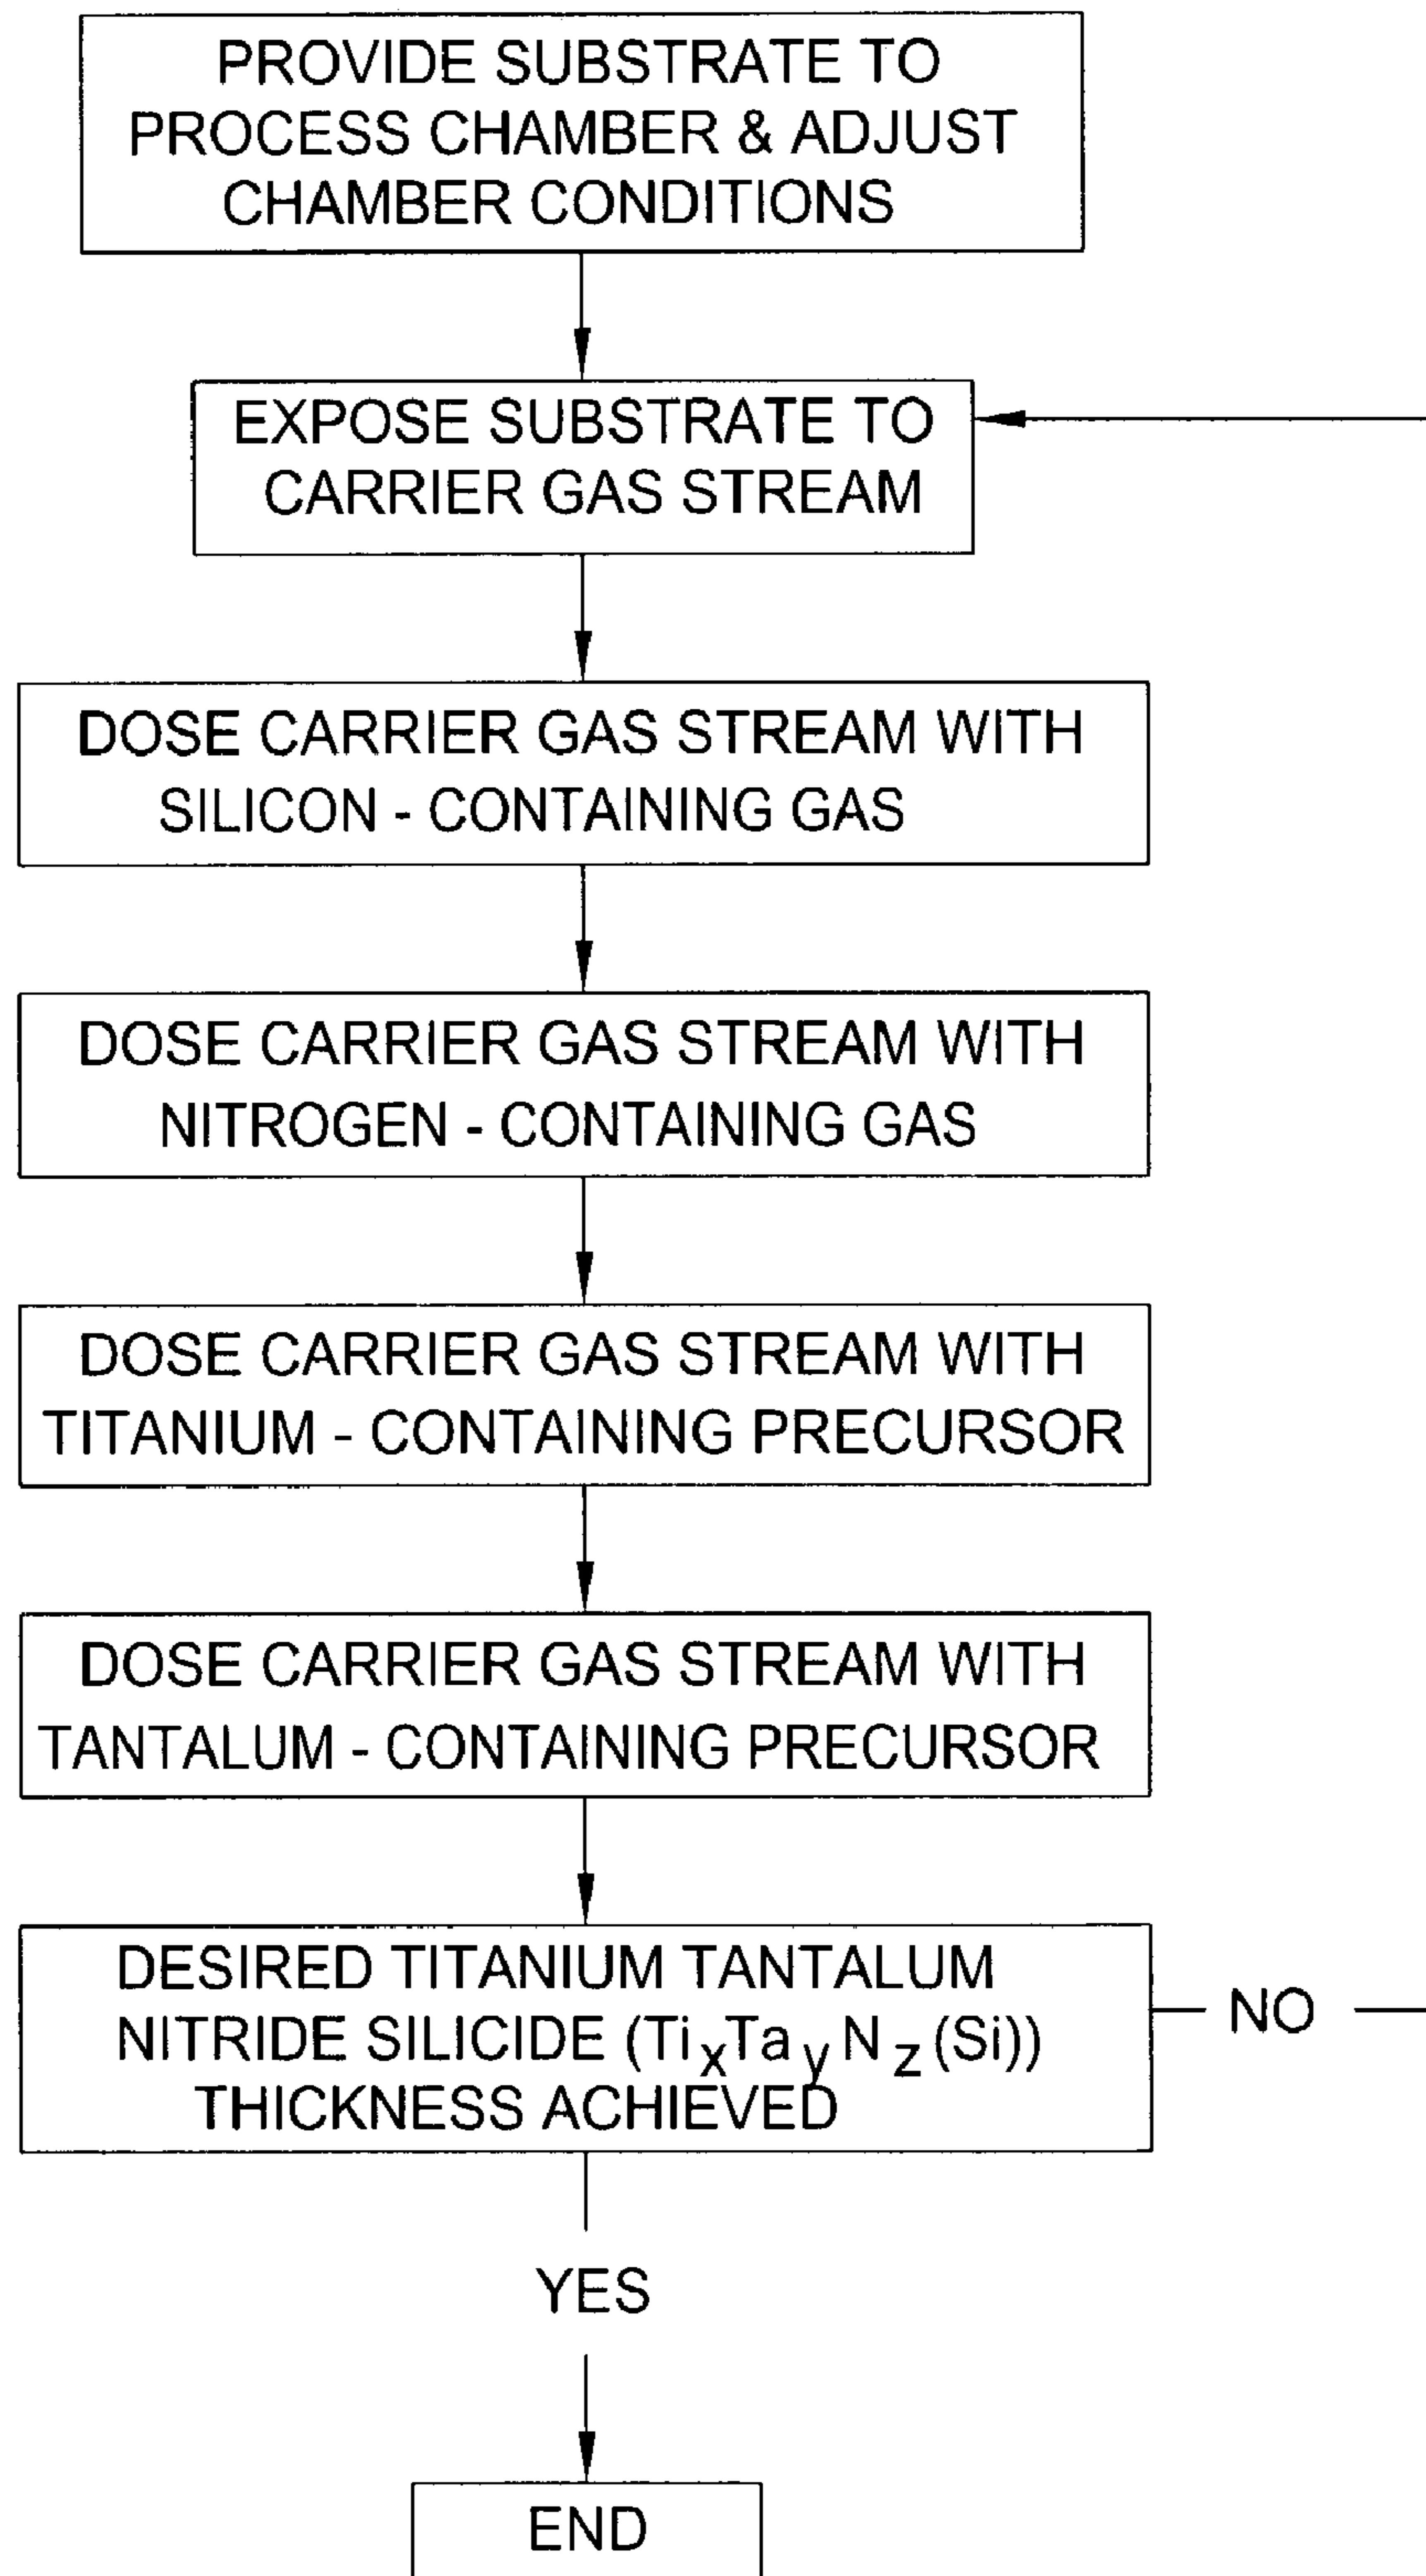 PROVIDE SUBSTRATE TO
PROCESS CHAMBER & ADJUST
CHAMBER CONDITIONS
EXPOSE SUBSTRATE TO
CARRIER GAS STREAM
DOSE CARRIER GAS STREAM WITH
SILICON - CONTAINING GAS
DOSE CARRIER GAS STREAM WITH
NITROGEN - CONTAINING GAS
DOSE CARRIER GAS STREAM WITH
TITANIUM - CONTAINING PRECURSOR
DOSE CARRIER GAS STREAM WITH
TANTALUM - CONTAINING PRECURSOR
DESIRED TITANIUM TANTALUM
NITRIDE SILICIDE (TixTayNz(Si))
THICKNESS ACHIEVED
NO
YES
END